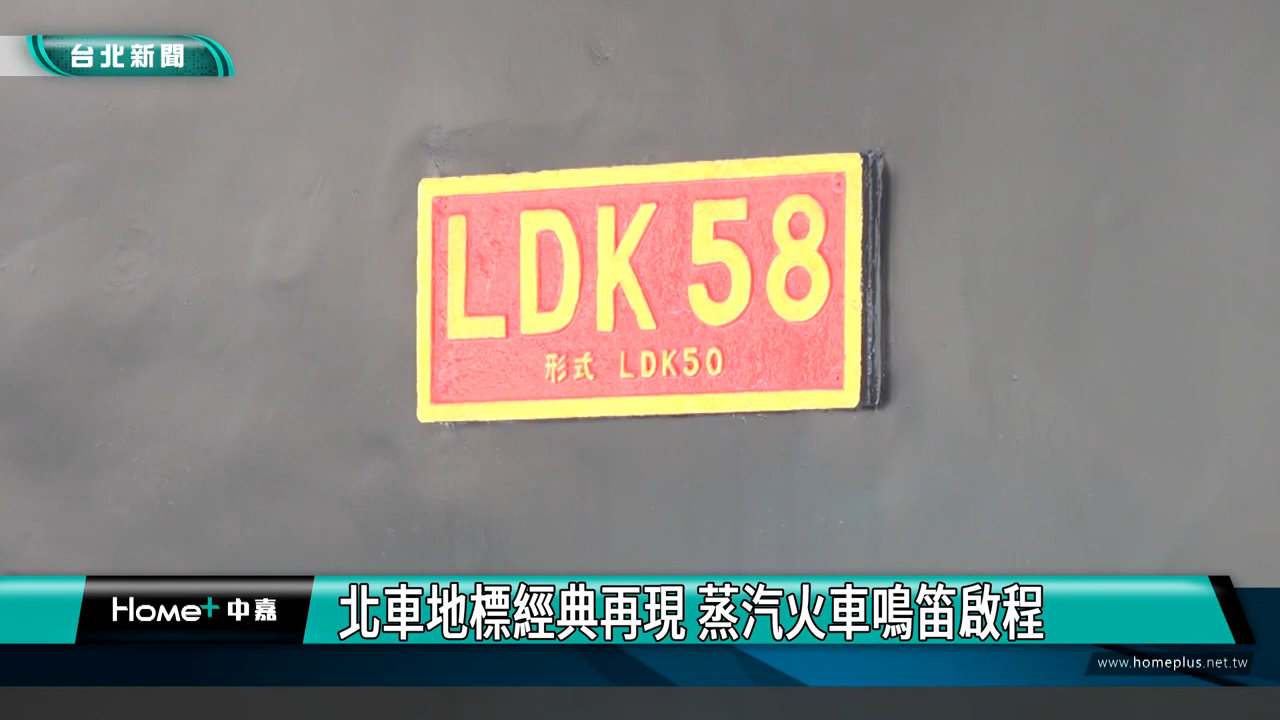 台北新聞
LDK 58
形式 LDK50
Home+中嘉
北車地標經典再現 蒸汽火車鳴笛啟程
www.homeplus.net.tw